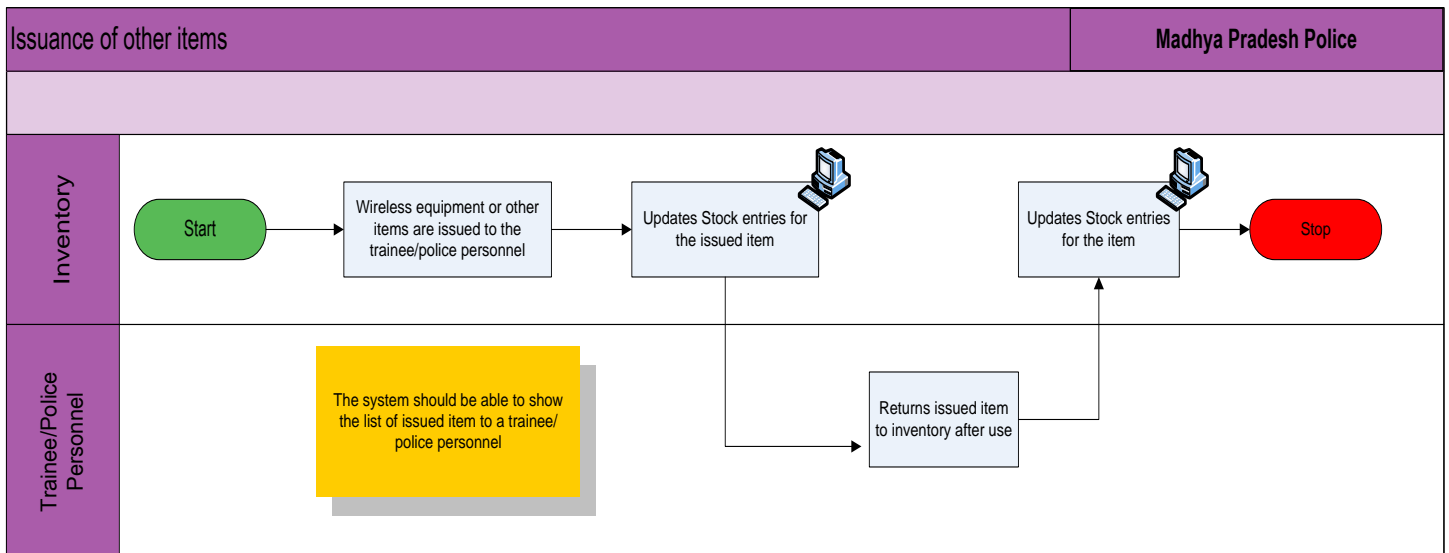 Issuance of other items
Madhya Pradesh Police
Inventory
Start
Wireless equipment or other
items are issued to the
trainee/police personnel
Updates Stock entries for
the issued item
Updates Stock entries
for the item
Stop
Trainee/Police
Personnel
The system should be able to show
the list of issued item to a trainee/
police personnel
Returns issued item
to inventory after use